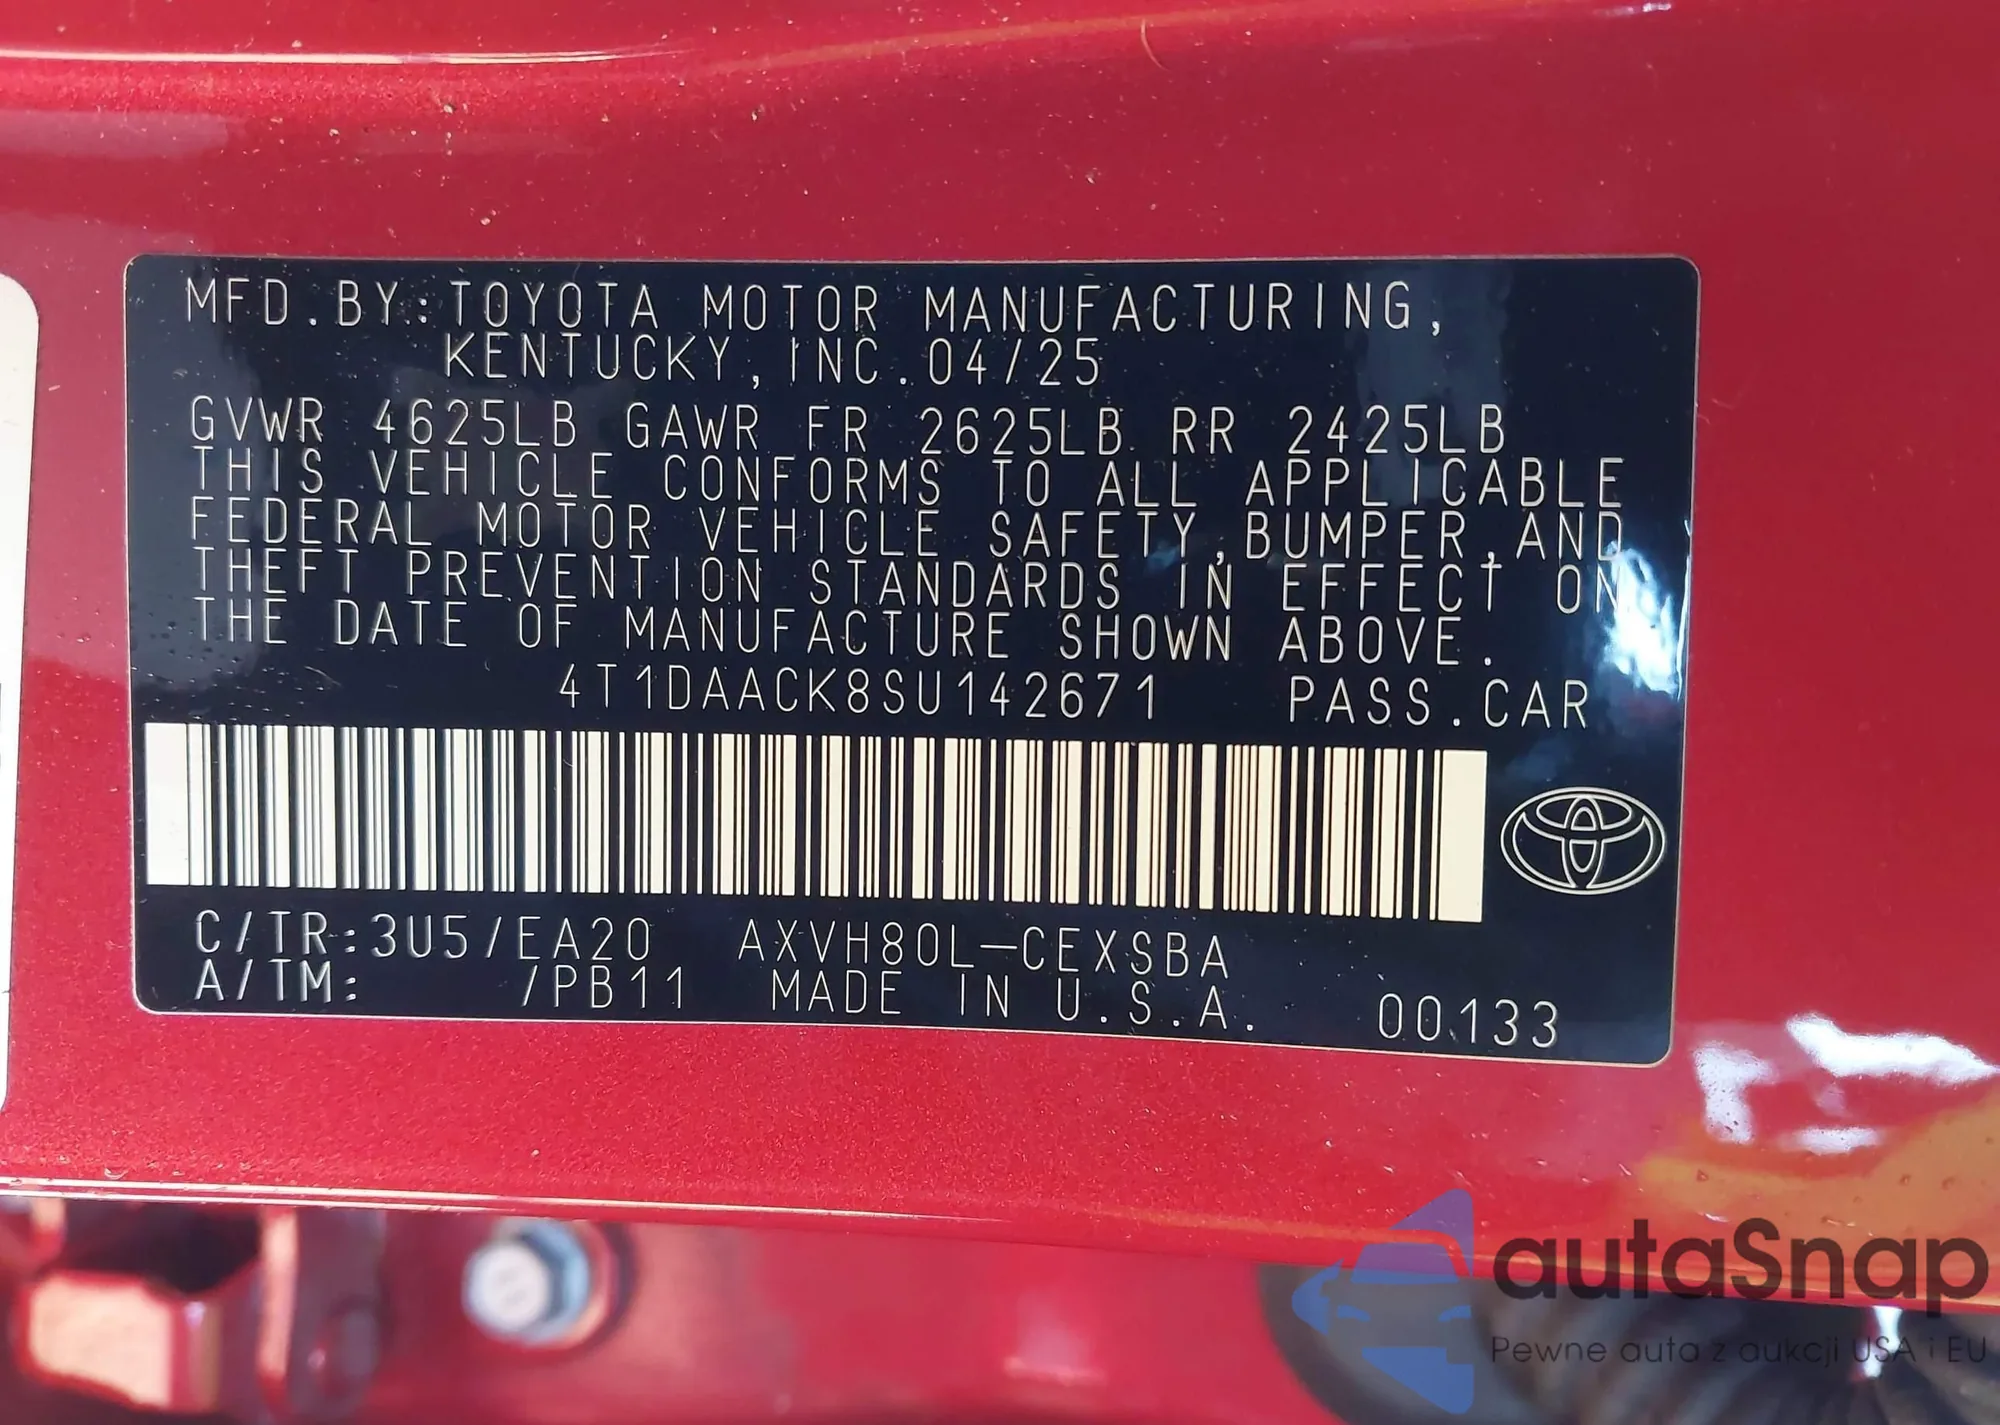 MFD.BY:TOYOTA MOTOR MANUFACTURING,
KENTUCKY,INC.04/25
GVWR 4625LB GAWR FR 2625LB RR 2425LB
THIS VEHICLE CONFORMS TO ALL APPLICABLE
FEDERAL MOTOR VEHICLE SAFETY,BUMPER,AND
THEFT PREVENTION STANDARDS IN EFFECT ON
THE DATE OF MANUFACTURE SHOWN ABOVE.
4T1DAACK8SU142671 PASS.CAR
C/TR:3U5/EA20 AXVH80L-CEXSBA
A/TM: /PB11 MADE IN U.S.A. 00133
autaSnap
Pewne auta z aukcji USA i EU